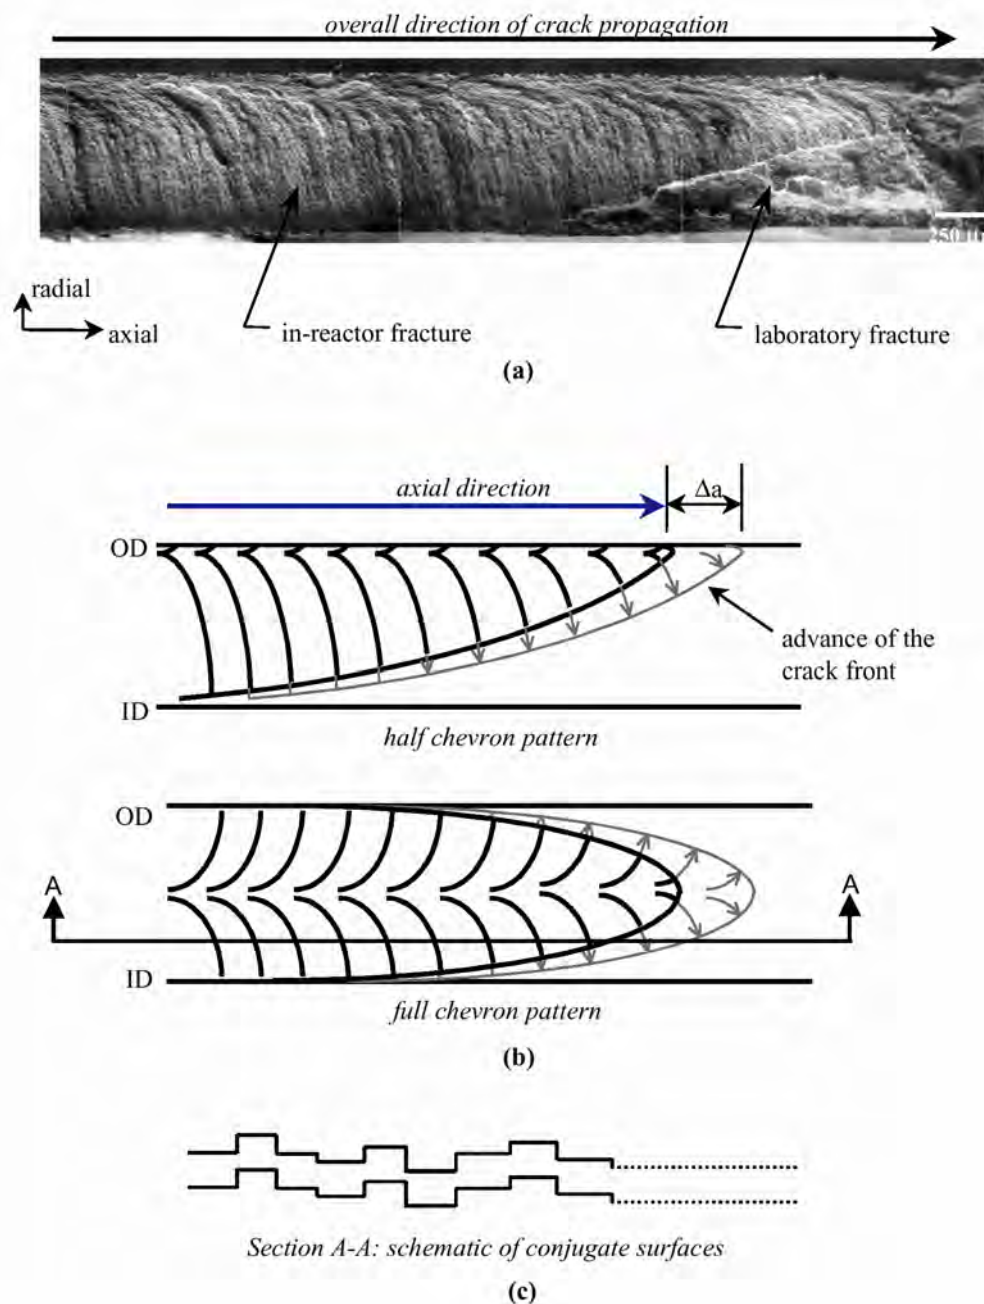 overall direction of crack propagation
radial
axial
in-reactor fracture
laboratory fracture
(a)
axial direction
Δa
OD
advance of the
crack front
ID
half chevron pattern
OD
A
A
ID
full chevron pattern
(b)
Section A-A: schematic of conjugate surfaces
(c)